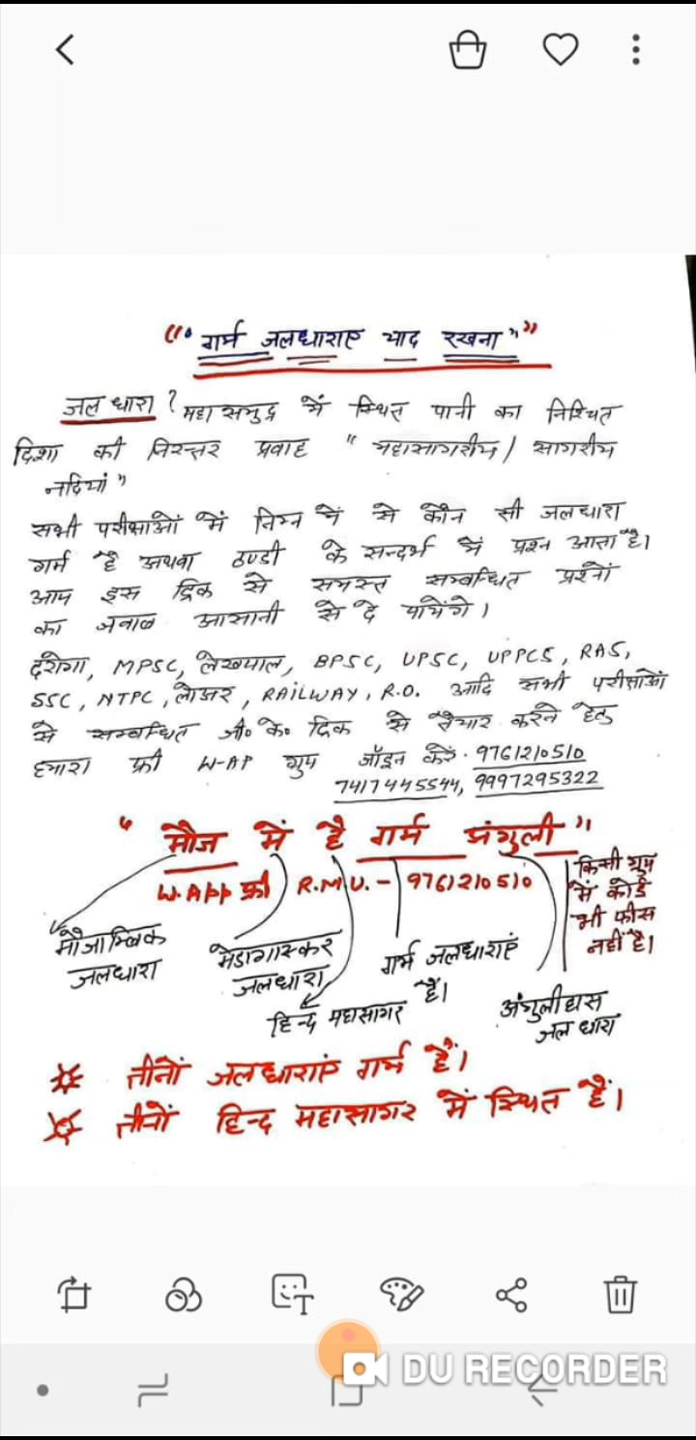 “ गर्म जलधाराएं याद रखना ”
जल धारा ? महा समुद्र में स्थित पानी का निश्चित
दिशा की निरन्तर प्रवाह “ महासागरीय / सागरीय
नदियां ”
सभी परीक्षाओं में निम्न में से कौन सी जलधारा
गर्म है अथवा ठण्डी के सन्दर्भ में प्रश्न आता है।
आप इस ट्रिक से समस्त सम्बन्धित प्रश्नों
का जवाब आसानी से दे पायेंगे।
दरोगा, MPSC, लेखपाल, BPSC, UPSC, UPPCS, RAS,
SSC, NTPC, लोअर, RAILWAY, R.O. आदि सभी परीक्षाओं
से सम्बन्धित जी० के० ट्रिक से तैयार करने हेतु
हमारा फ्री W-AP ग्रुप जॉइन करें. 9761210510
7417445544, 9997295322
“ मौज में है गर्म अंगुली ”
W.APP फ्री R.M.U. - 9761210510
किसी ग्रुप
में कोई
भी फीस
नहीं है।
मौजाम्बिक
जलधारा
मेडागास्कर
जलधारा
हिन्द महासागर
गर्म जलधाराएं
हैं।
अंगुलीहास
जल धारा
तीनों जलधाराएं गर्म हैं।
तीनों हिन्द महासागर में स्थित हैं।
DU RECORDER